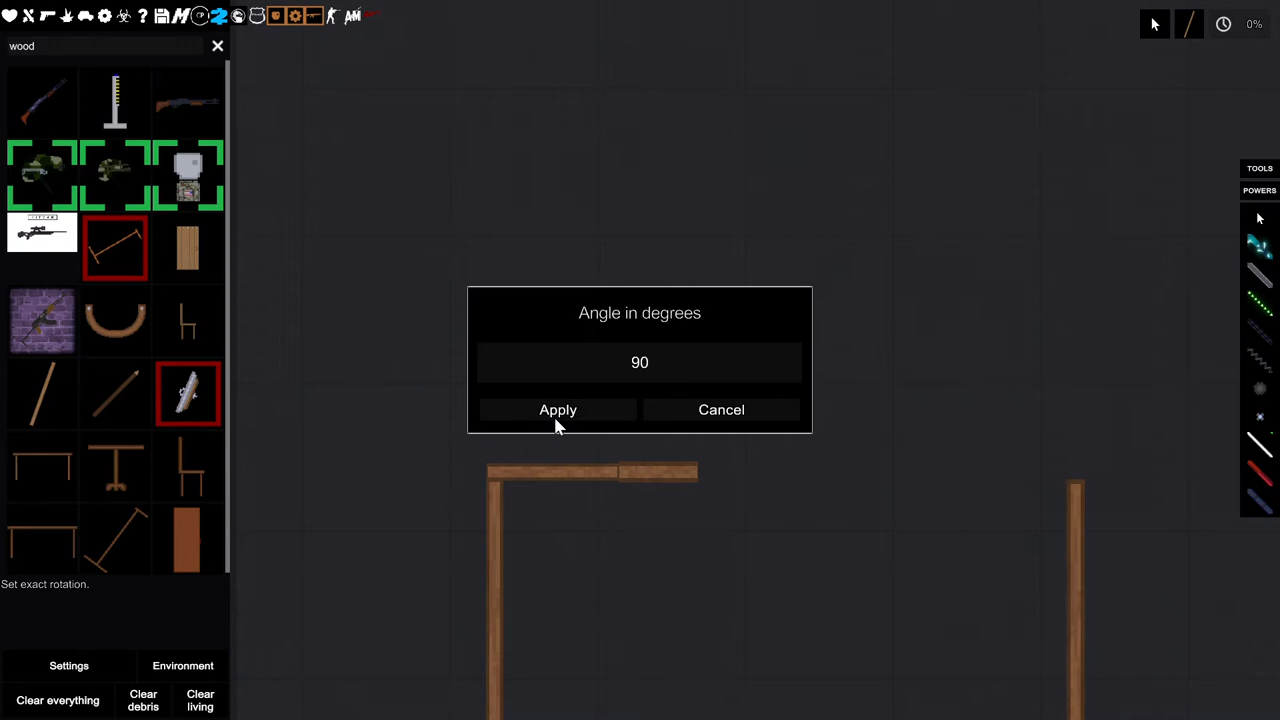 wood
0%
TOOLS
POWERS
Angle in degrees
90
Apply
Cancel
Set exact rotation.
Settings
Environment
Clear everything
Clear debris
Clear living